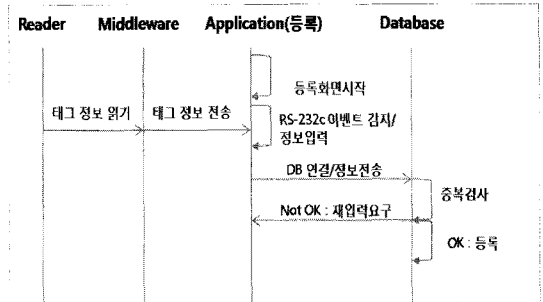 Reader Middleware Application(등록) Database
등록화면시작
태그 정보 읽기 태그 정보 전송
RS-232c 이벤트 감지/
정보입력
DB 연결/정보전송
중복검사
Not OK : 재입력요구
OK : 등록